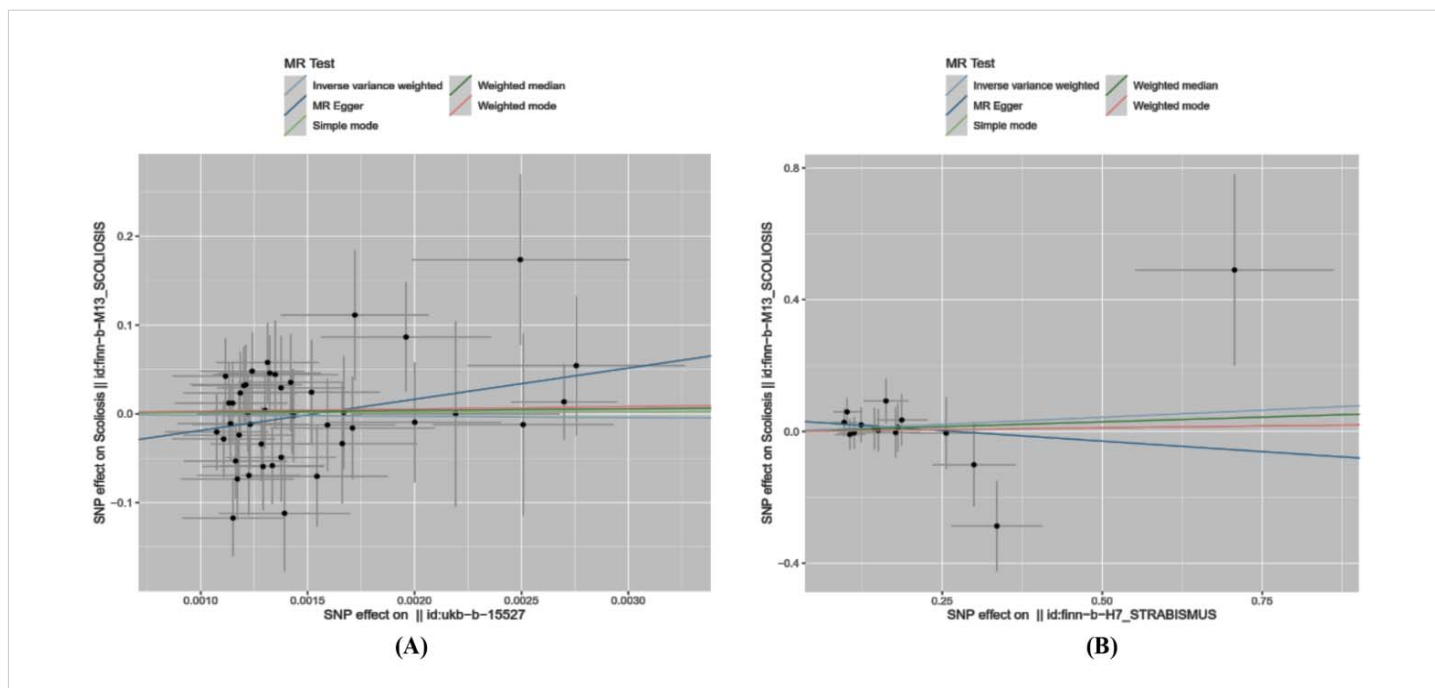 MR Test
Inverse variance weighted
Weighted median
MR Egger
Weighted mode
Simple mode
SNP effect on Scoliosis || id:finn-b-M13_SCOLIOSIS
0.2
0.1
0.0
-0.1
0.0010
0.0015
0.0020
0.0025
0.0030
SNP effect on || id:ukb-b-15527
(A)
MR Test
Inverse variance weighted
Weighted median
MR Egger
Weighted mode
Simple mode
SNP effect on Scoliosis || id:finn-b-M13_SCOLIOSIS
0.8
0.4
0.0
-0.4
0.25
0.50
0.75
SNP effect on || id:finn-b-H7_STRABISMUS
(B)